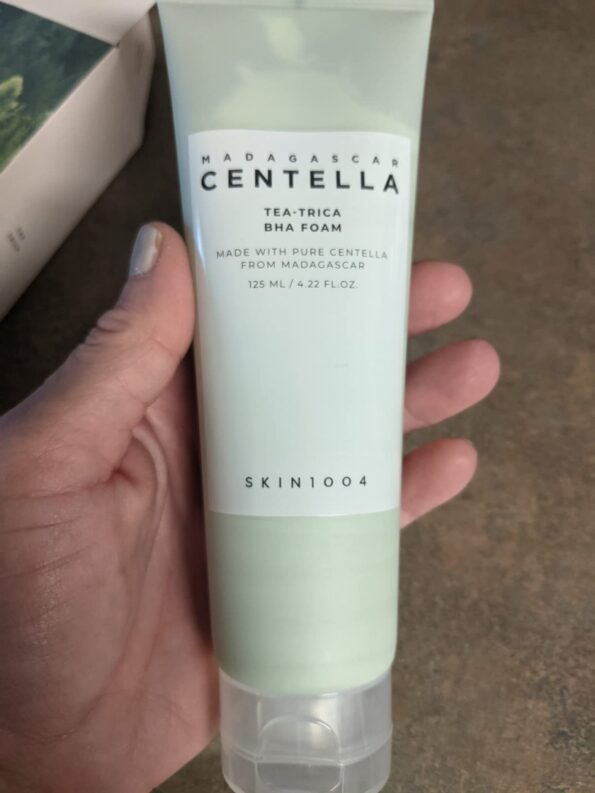 MADAGASCAR
CENTELLA
TEA-TRICA
BHA FOAM
MADE WITH PURE CENTELLA
FROM MADAGASCAR
125 ML / 4.22 FL.OZ.
SKIN1004